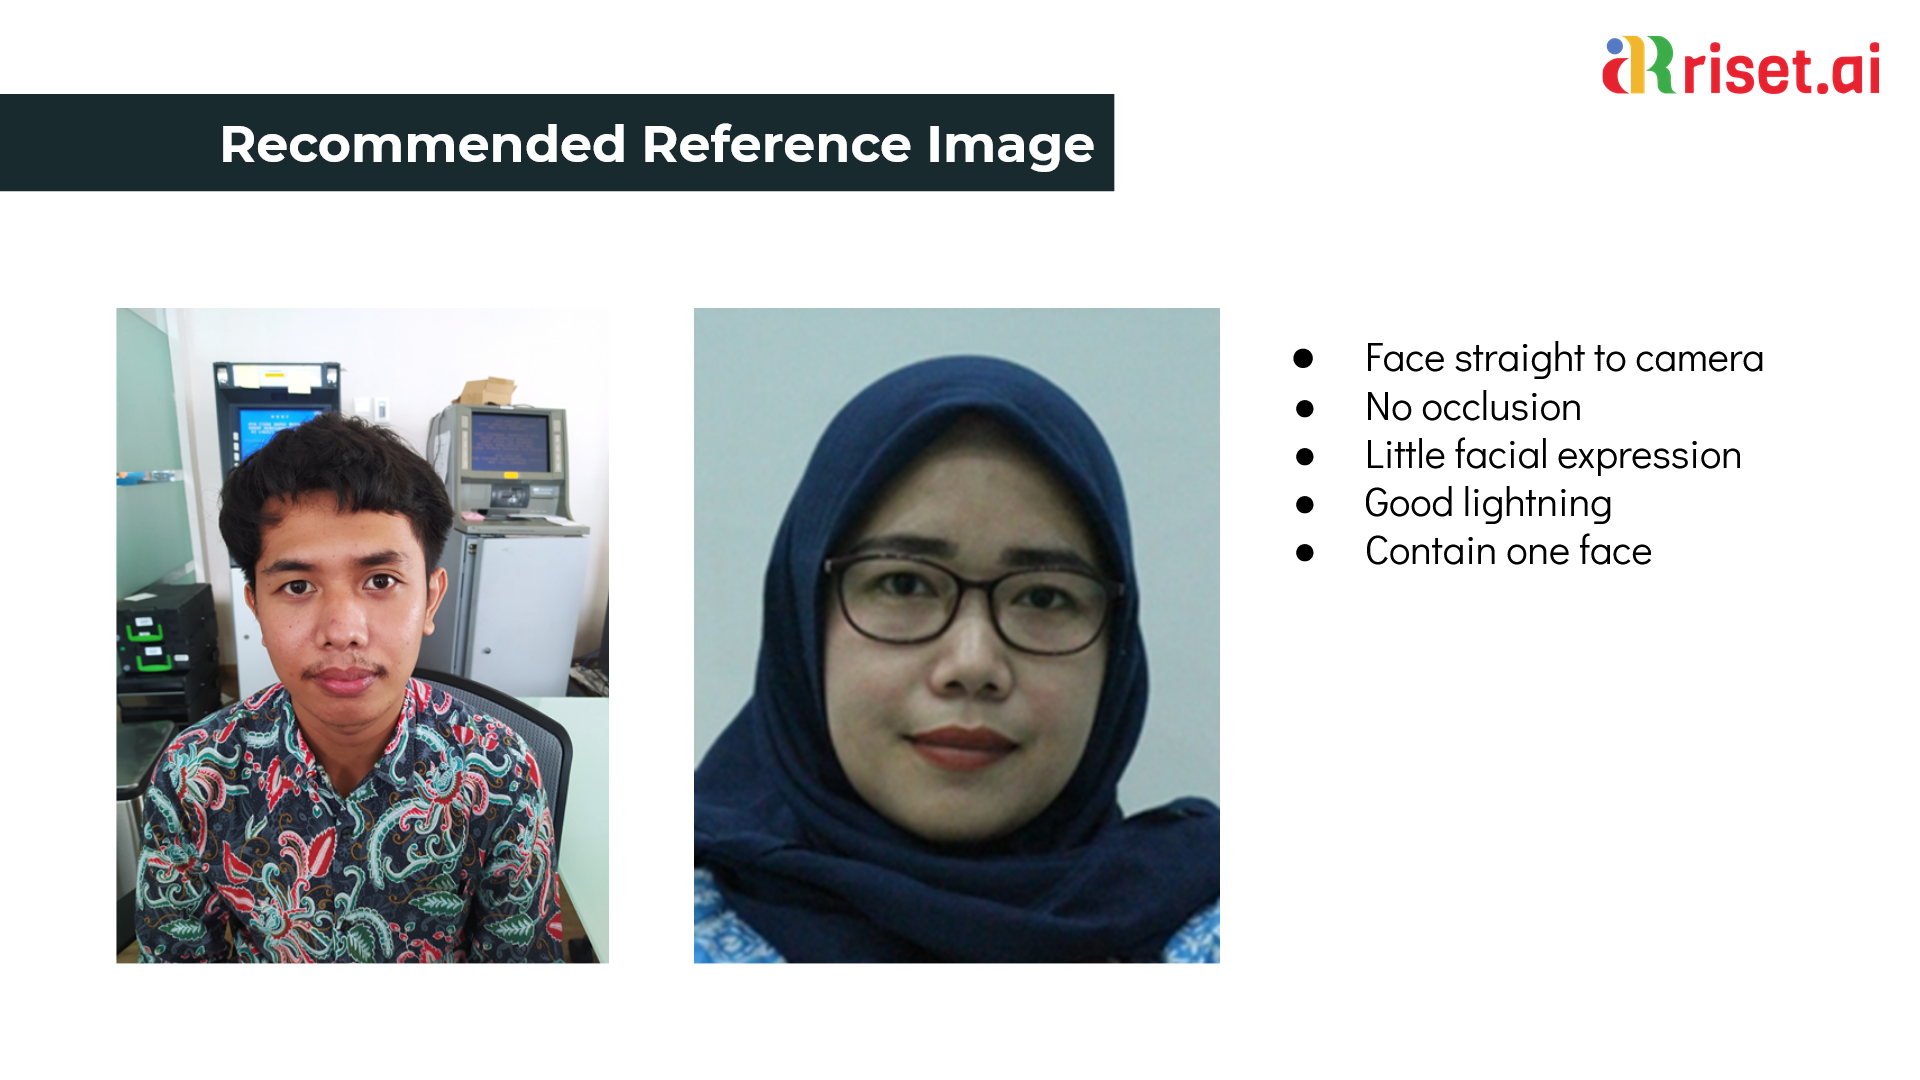 riset.ai
Recommended Reference Image
Face straight to camera
No occlusion
Little facial expression
Good lightning
Contain one face